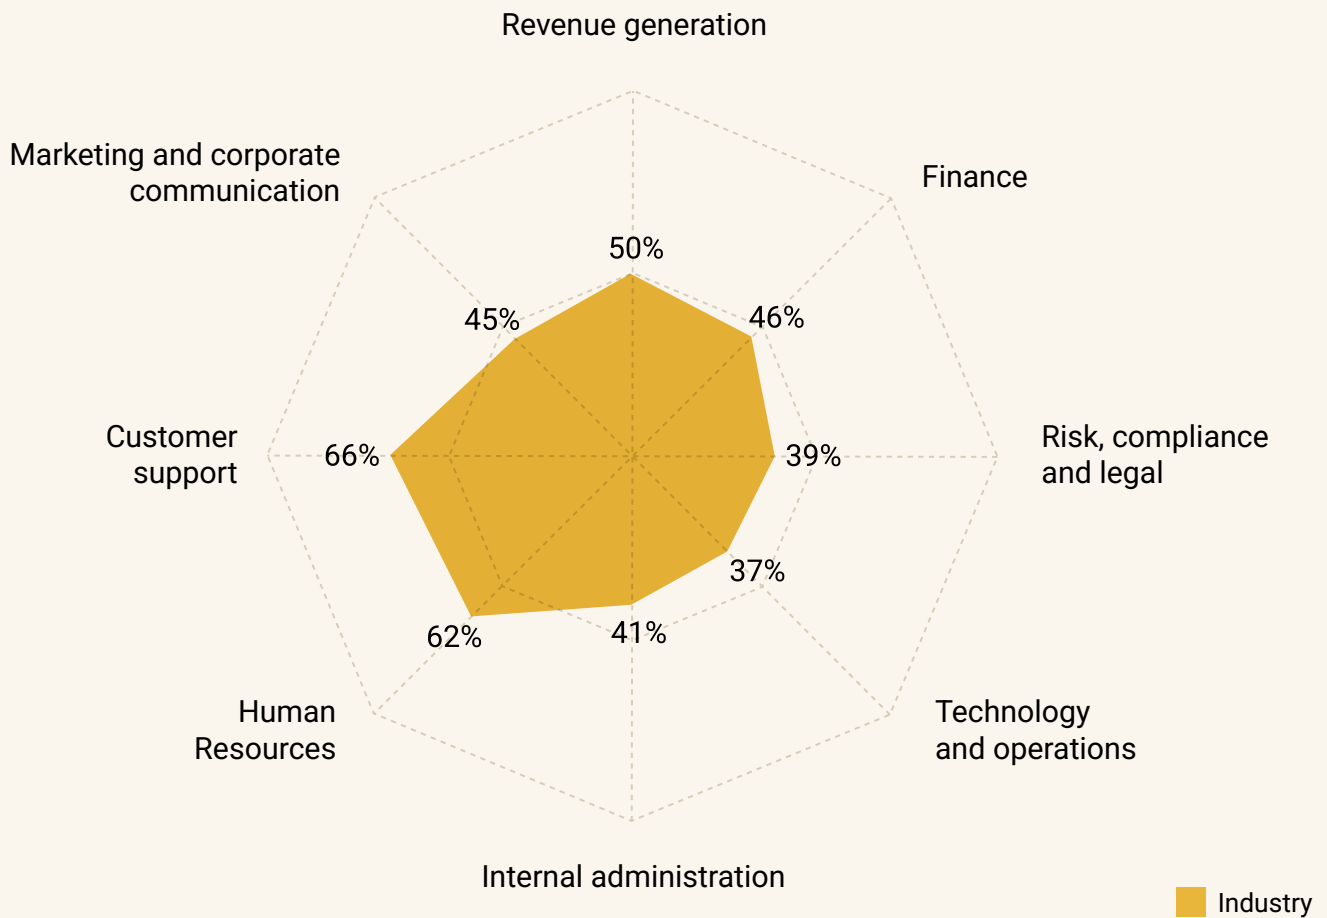 Revenue generation
Marketing and corporate
communication
Finance
50%
45%
46%
Customer
support
66%
39%
Risk, compliance
and legal
37%
62%
41%
Human
Resources
Technology
and operations
Internal administration
Industry